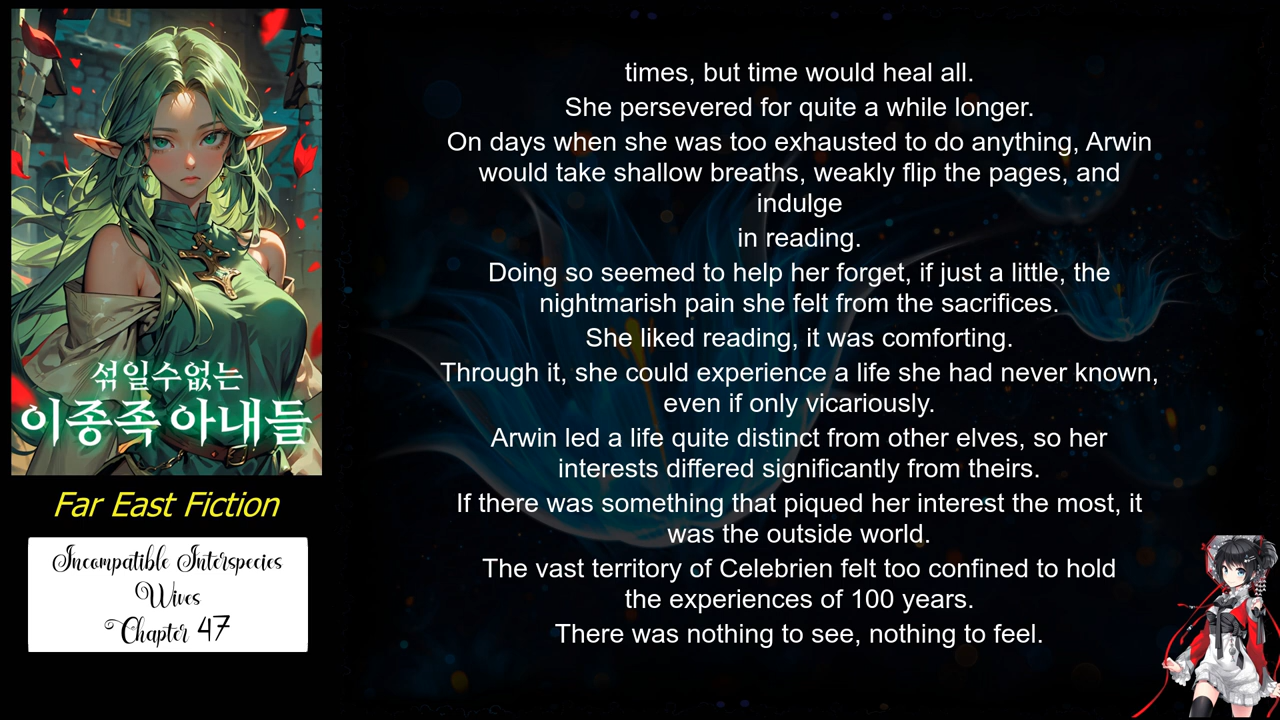 섞일수없는
이종족 아내들
Far East Fiction
Incompatible Interspecies
Wives
Chapter 47
times, but time would heal all.
She persevered for quite a while longer.
On days when she was too exhausted to do anything, Arwin
would take shallow breaths, weakly flip the pages, and
indulge
in reading.
Doing so seemed to help her forget, if just a little, the
nightmarish pain she felt from the sacrifices.
She liked reading, it was comforting.
Through it, she could experience a life she had never known,
even if only vicariously.
Arwin led a life quite distinct from other elves, so her
interests differed significantly from theirs.
If there was something that piqued her interest the most, it
was the outside world.
The vast territory of Celebrien felt too confined to hold
the experiences of 100 years.
There was nothing to see, nothing to feel.